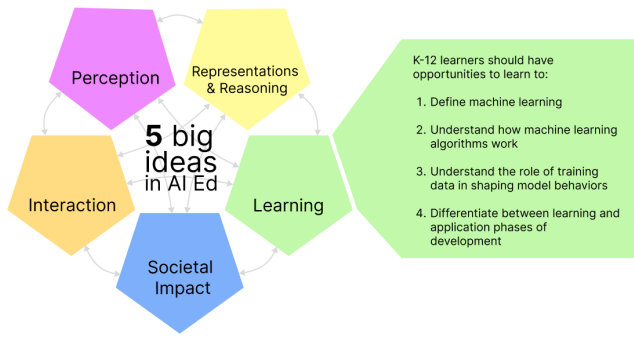 Perception
Representations
& Reasoning
5 big
ideas
in AI Ed
Interaction
Learning
Societal
Impact
K-12 learners should have
opportunities to learn to:
1. Define machine learning
2. Understand how machine learning
algorithms work
3. Understand the role of training
data in shaping model behaviors
4. Differentiate between learning and
application phases of
development